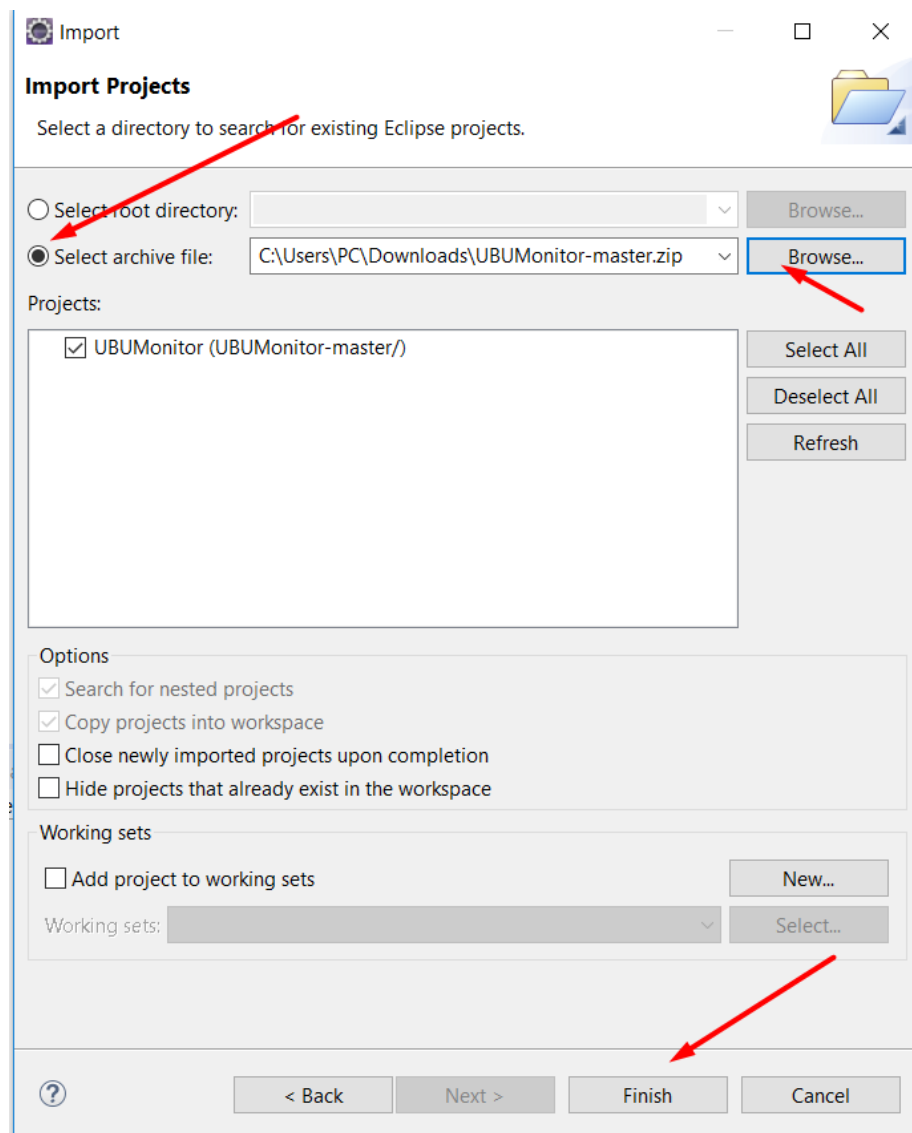 Import
Import Projects
Select a directory to search for existing Eclipse projects.
Select root directory:
Browse...
Select archive file:
C:\Users\PC\Downloads\UBUMonitor-master.zip
Browse...
Projects:
UBUMonitor (UBUMonitor-master/)
Select All
Deselect All
Refresh
Options
Search for nested projects
Copy projects into workspace
Close newly imported projects upon completion
Hide projects that already exist in the workspace
Working sets
Add project to working sets
New...
Working sets:
Select...
?
< Back
Next >
Finish
Cancel